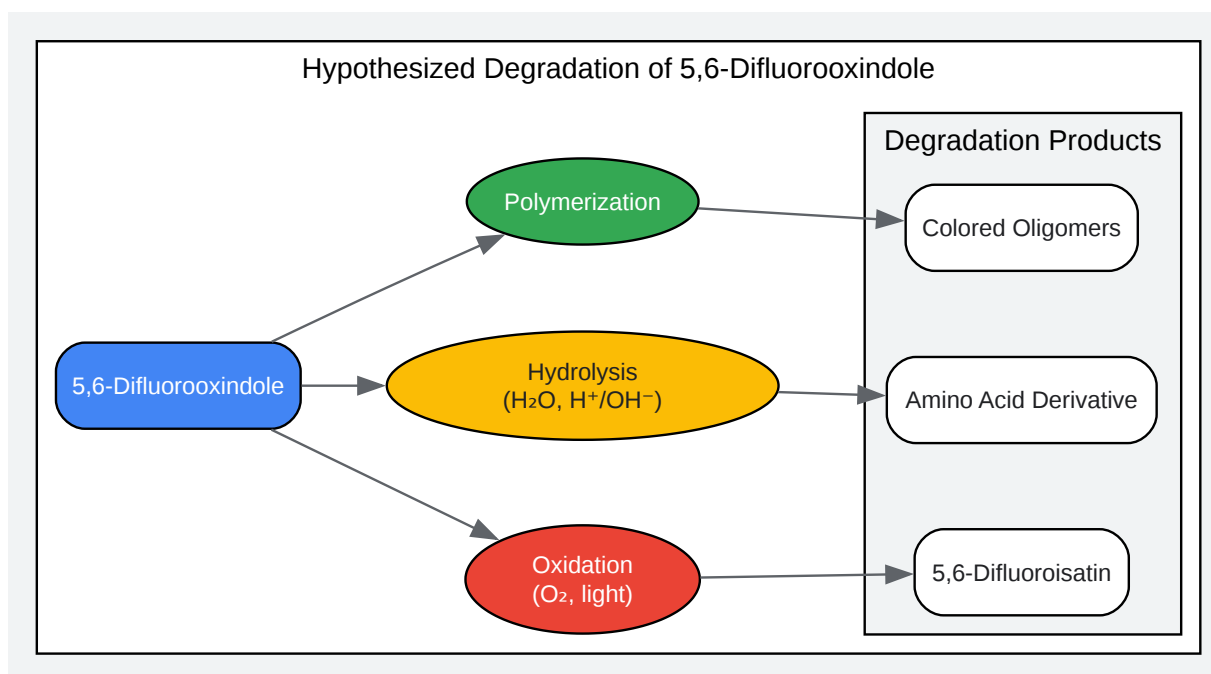 Hypothesized Degradation of 5,6-Difluorooxindole
Degradation Products
Polymerization
Colored Oligomers
5,6-Difluorooxindole
Hydrolysis
(H₂O, H⁺/OH⁻)
Amino Acid Derivative
Oxidation
(O₂, light)
5,6-Difluoroisatin